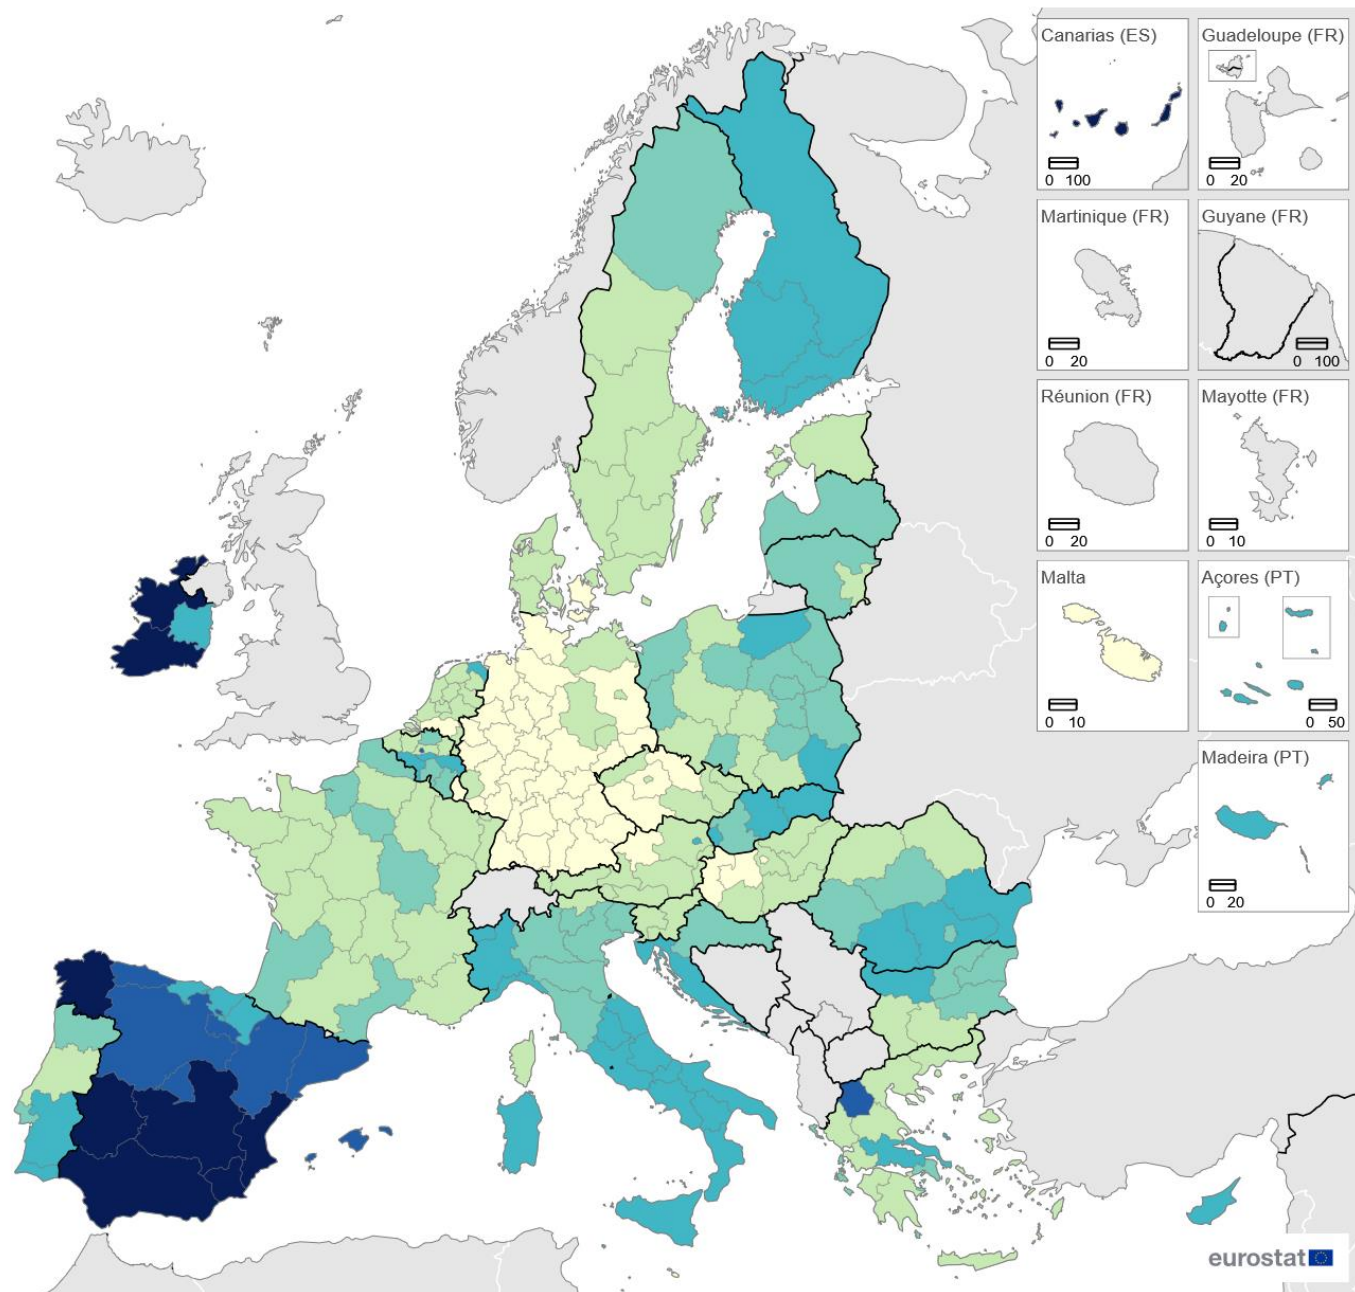 Canarias (ES)
0 100
Guadeloupe (FR)
0 20
Martinique (FR)
0 20
Guyane (FR)
0 100
Réunion (FR)
0 20
Mayotte (FR)
0 10
Malta
0 10
Açores (PT)
0 50
Madeira (PT)
0 20
eurostat